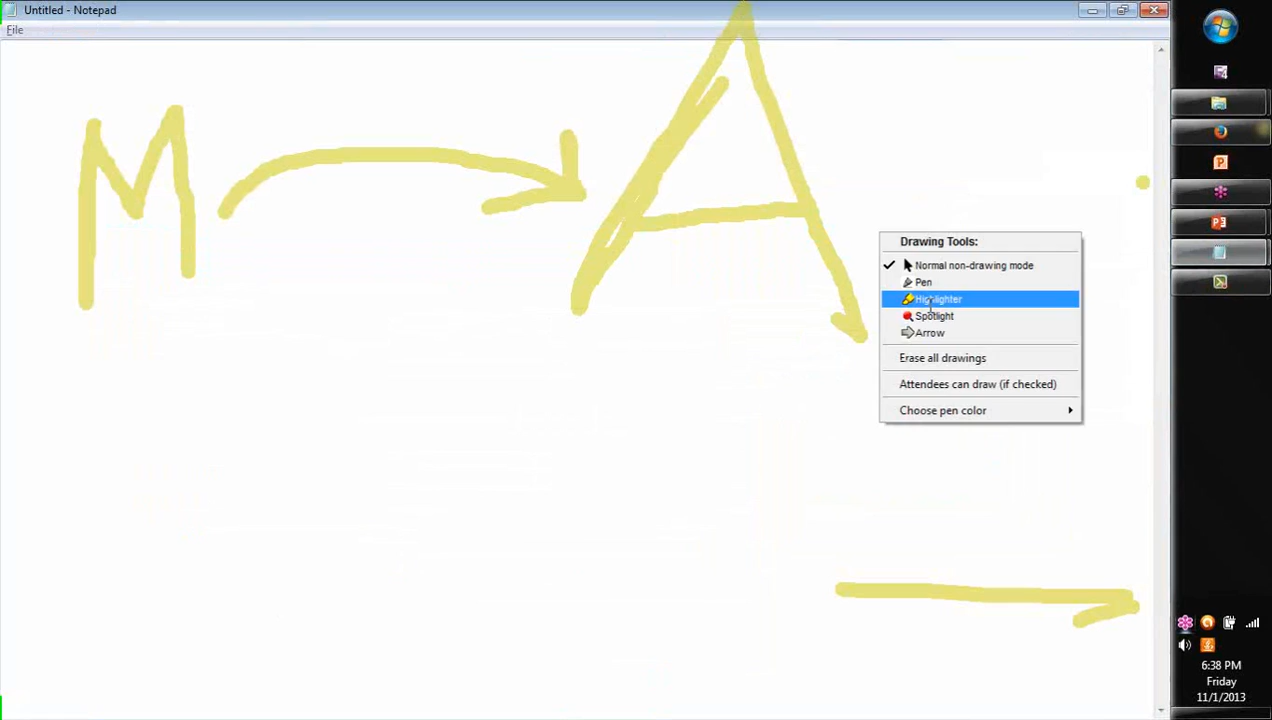 Untitled - Notepad
File
M A
Drawing Tools:
Normal non-drawing mode
Pen
Highlighter
Spotlight
Arrow
Erase all drawings
Attendees can draw (if checked)
Choose pen color
6:38 PM
Friday
11/1/2013